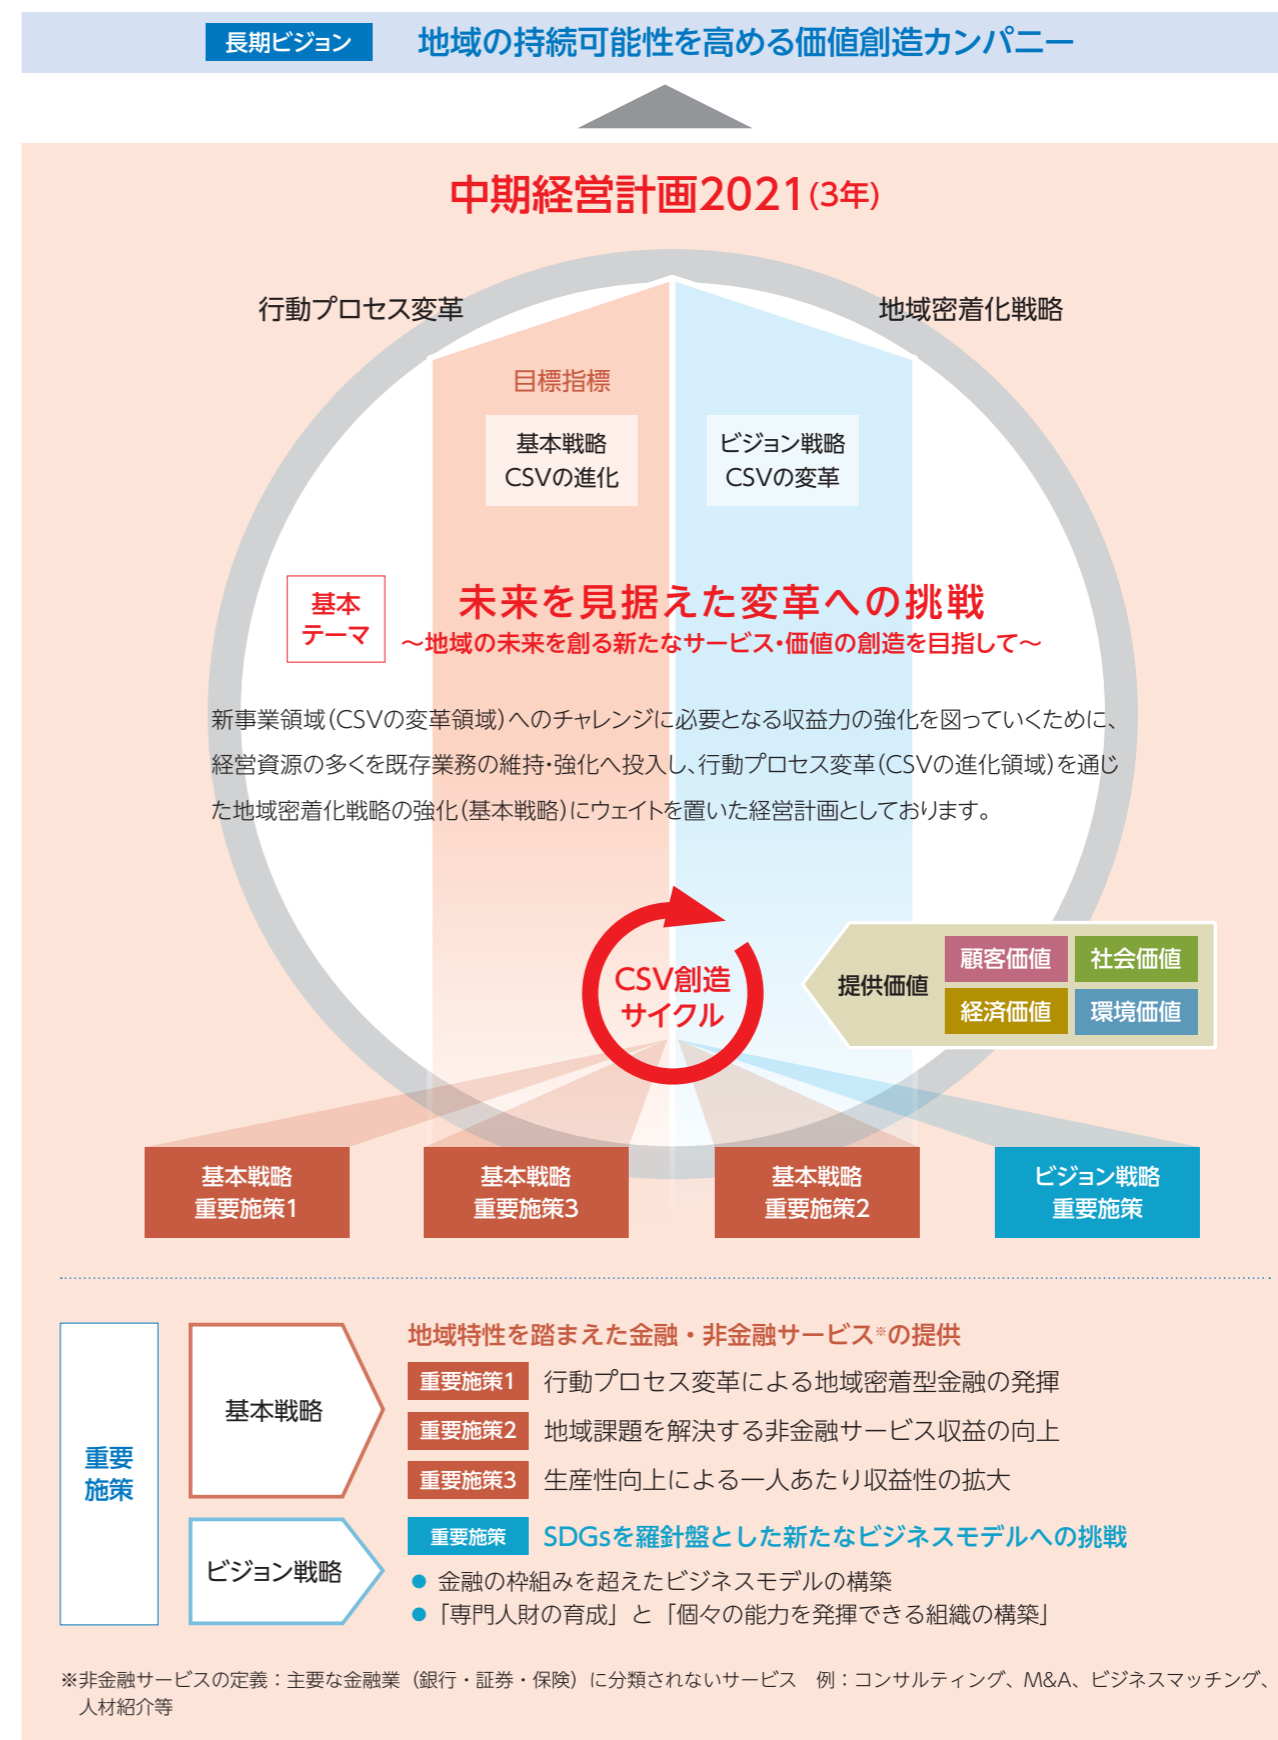 長期ビジョン
地域の持続可能性を高める価値創造カンパニー
中期経営計画2021(3年)
行動プロセス変革
地域密着化戦略
目標指標
基本戦略
CSVの進化
ビジョン戦略
CSVの変革
基本
テーマ
未来を見据えた変革への挑戦
～地域の未来を創る新たなサービス・価値の創造を目指して～
新事業領域(CSVの変革領域)へのチャレンジに必要となる収益力の強化を図っていくために、
経営資源の多くを既存業務の維持・強化へ投入し、行動プロセス変革(CSVの進化領域)を通じ
た地域密着化戦略の強化(基本戦略)にウェイトを置いた経営計画としております。
CSV創造
サイクル
提供価値
顧客価値
社会価値
経済価値
環境価値
基本戦略
重要施策1
基本戦略
重要施策3
基本戦略
重要施策2
ビジョン戦略
重要施策
重要
施策
基本戦略
地域特性を踏まえた金融・非金融サービス※の提供
重要施策1 行動プロセス変革による地域密着型金融の発揮
重要施策2 地域課題を解決する非金融サービス収益の向上
重要施策3 生産性向上による一人あたり収益性の拡大
ビジョン戦略
重要施策 SDGsを羅針盤とした新たなビジネスモデルへの挑戦
● 金融の枠組みを超えたビジネスモデルの構築
● 「専門人財の育成」と「個々の能力を発揮できる組織の構築」
※非金融サービスの定義：主要な金融業（銀行・証券・保険）に分類されないサービス　例：コンサルティング、M&A、ビジネスマッチング、
人材紹介等